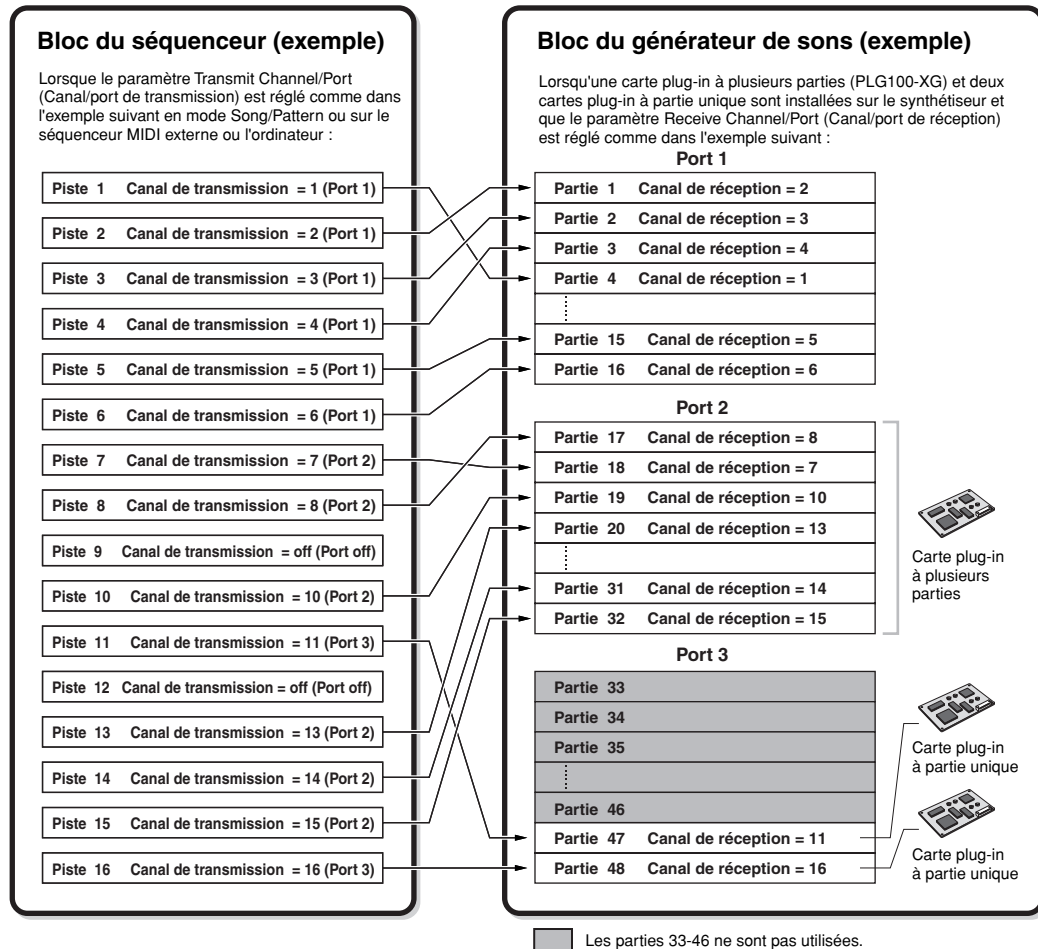 Bloc du séquenceur (exemple)
Lorsque le paramètre Transmit Channel/Port
(Canal/port de transmission) est réglé comme dans
l'exemple suivant en mode Song/Pattern ou sur le
séquenceur MIDI externe ou l'ordinateur :
Piste 1 Canal de transmission = 1 (Port 1)
Piste 2 Canal de transmission = 2 (Port 1)
Piste 3 Canal de transmission = 3 (Port 1)
Piste 4 Canal de transmission = 4 (Port 1)
Piste 5 Canal de transmission = 5 (Port 1)
Piste 6 Canal de transmission = 6 (Port 1)
Piste 7 Canal de transmission = 7 (Port 2)
Piste 8 Canal de transmission = 8 (Port 2)
Piste 9 Canal de transmission = off (Port off)
Piste 10 Canal de transmission = 10 (Port 2)
Piste 11 Canal de transmission = 11 (Port 3)
Piste 12 Canal de transmission = off (Port off)
Piste 13 Canal de transmission = 13 (Port 2)
Piste 14 Canal de transmission = 14 (Port 2)
Piste 15 Canal de transmission = 15 (Port 2)
Piste 16 Canal de transmission = 16 (Port 3)
Bloc du générateur de sons (exemple)
Lorsqu'une carte plug-in à plusieurs parties (PLG100-XG) et deux
cartes plug-in à partie unique sont installées sur le synthétiseur et
que le paramètre Receive Channel/Port (Canal/port de réception)
est réglé comme dans l'exemple suivant :
Port 1
Partie 1 Canal de réception = 2
Partie 2 Canal de réception = 3
Partie 3 Canal de réception = 4
Partie 4 Canal de réception = 1
Partie 15 Canal de réception = 5
Partie 16 Canal de réception = 6
Port 2
Partie 17 Canal de réception = 8
Partie 18 Canal de réception = 7
Partie 19 Canal de réception = 10
Partie 20 Canal de réception = 13
Partie 31 Canal de réception = 14
Partie 32 Canal de réception = 15
Carte plug-in
à plusieurs
parties
Port 3
Partie 33
Partie 34
Partie 35
Partie 46
Partie 47 Canal de réception = 11
Partie 48 Canal de réception = 16
Carte plug-in
à partie unique
Carte plug-in
à partie unique
Les parties 33-46 ne sont pas utilisées.